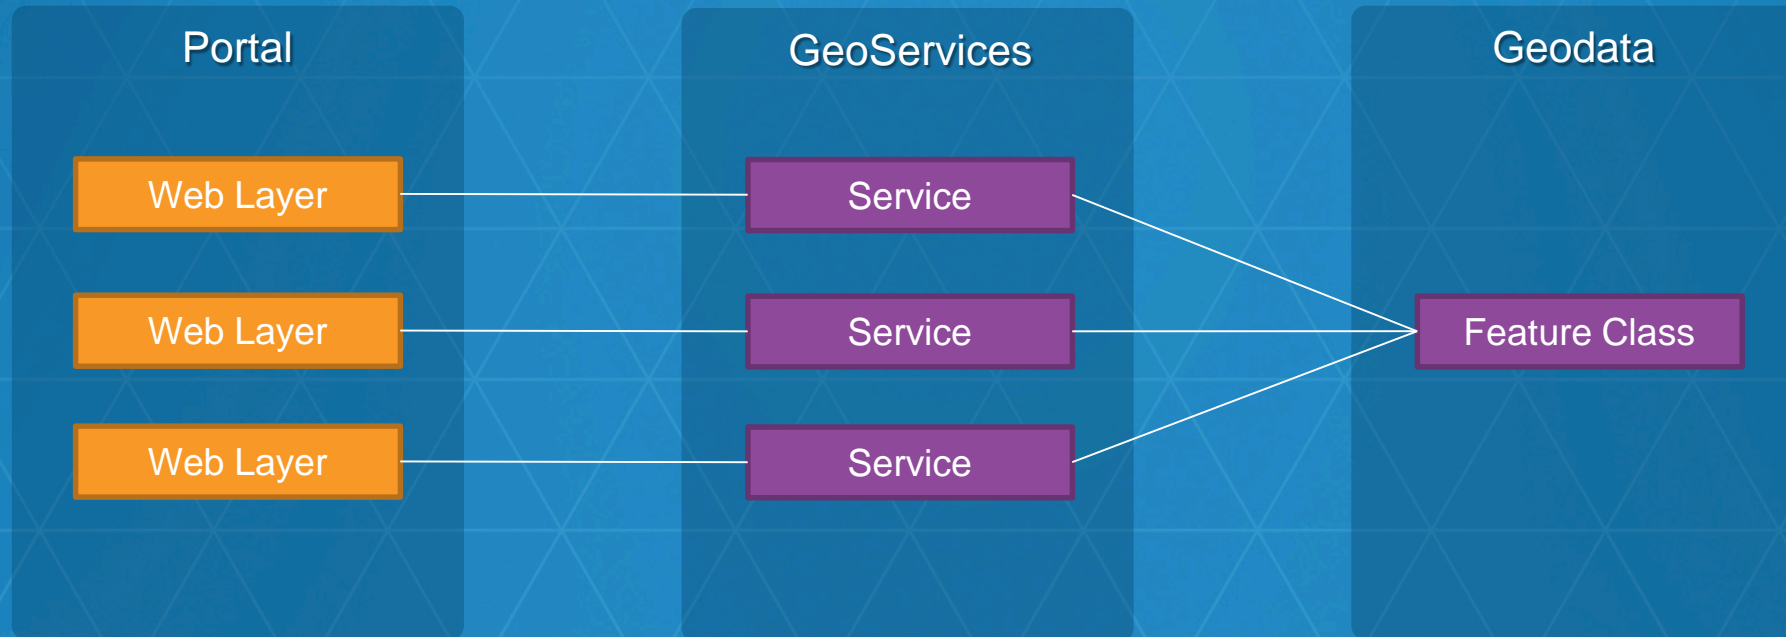 Portal
GeoServices
Geodata
Web Layer
Service
Web Layer
Service
Feature Class
Web Layer
Service